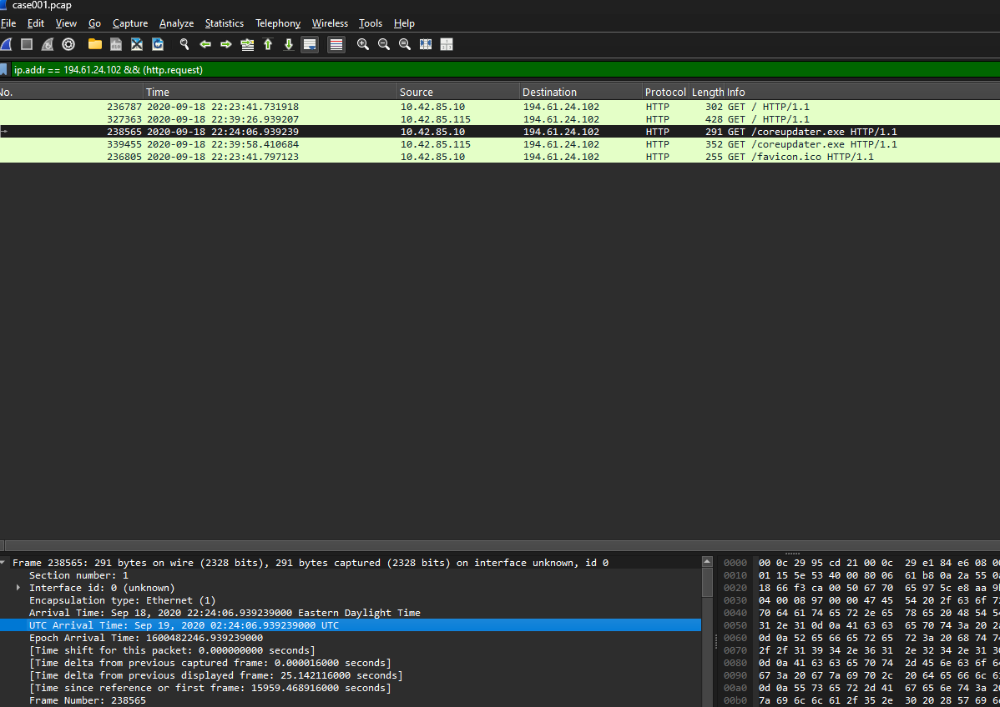 case001.pcap
File Edit View Go Capture Analyze Statistics Telephony Wireless Tools Help
ip.addr == 194.61.24.102 && (http.request)
No. Time Source Destination Protocol Length Info
236787 2020-09-18 22:23:41.731918 10.42.85.10 194.61.24.102 HTTP 302 GET / HTTP/1.1
327363 2020-09-18 22:39:26.939207 10.42.85.115 194.61.24.102 HTTP 428 GET / HTTP/1.1
238565 2020-09-18 22:24:06.939239 10.42.85.10 194.61.24.102 HTTP 291 GET /coreupdater.exe HTTP/1.1
339455 2020-09-18 22:39:58.410684 10.42.85.115 194.61.24.102 HTTP 352 GET /coreupdater.exe HTTP/1.1
236805 2020-09-18 22:23:41.797123 10.42.85.10 194.61.24.102 HTTP 255 GET /favicon.ico HTTP/1.1
Frame 238565: 291 bytes on wire (2328 bits), 291 bytes captured (2328 bits) on interface unknown, id 0
Section number: 1
Interface id: 0 (unknown)
Encapsulation type: Ethernet (1)
Arrival Time: Sep 18, 2020 22:24:06.939239000 Eastern Daylight Time
UTC Arrival Time: Sep 19, 2020 02:24:06.939239000 UTC
Epoch Arrival Time: 1600482246.939239000
[Time shift for this packet: 0.000000000 seconds]
[Time delta from previous captured frame: 0.000016000 seconds]
[Time delta from previous displayed frame: 25.142116000 seconds]
[Time since reference or first frame: 15959.468916000 seconds]
Frame Number: 238565
0000 00 0c 29 95 cd 21 00 0c 29 e1 84 e6 08
0010 01 15 5e 53 40 00 80 06 61 b8 0a 2a 55
0020 18 66 f3 ca 00 50 67 70 65 97 5c e8 aa
0030 04 00 08 97 00 00 47 45 54 20 2f 63 6f
0040 70 64 61 74 65 72 2e 65 78 65 20 48 54
0050 31 2e 31 0d 0a 41 63 63 65 70 74 3a 20
0060 0d 0a 52 65 66 65 72 65 72 3a 20 68 74
0070 2f 2f 31 39 34 2e 36 31 2e 32 34 2e 31
0080 0d 0a 41 63 63 65 70 74 2d 45 6e 63 6f
0090 67 3a 20 67 7a 69 70 2c 20 64 65 66 6c
00a0 0d 0a 55 73 65 72 2d 41 67 65 6e 74 3a
00b0 7a 69 6c 6c 61 2f 35 2e 30 20 28 57 69